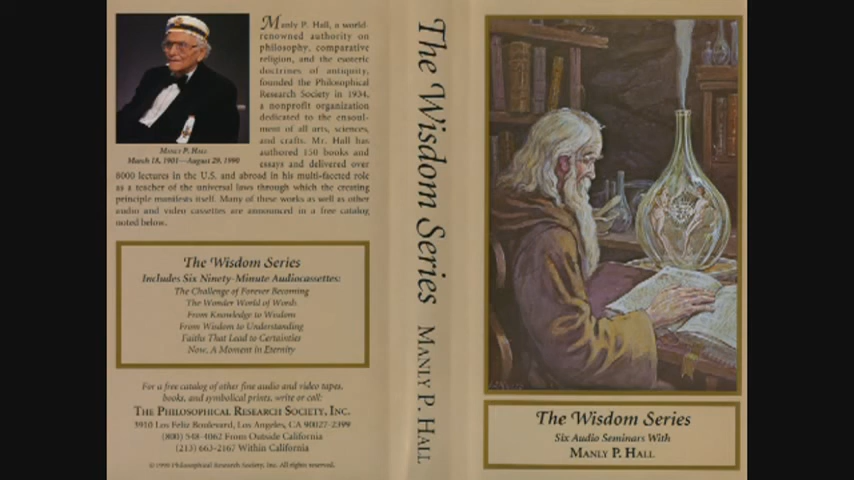 Manly P. Hall, a world-
renowned authority on
philosophy, comparative
religion, and the esoteric
doctrines of antiquity,
founded the Philosophical
Research Society in 1934,
a nonprofit organization
dedicated to the ensoul-
ment of all arts, sciences,
and crafts. Mr. Hall has
authored 150 books and
essays and delivered over
8000 lectures in the U.S. and abroad in his multi-faceted role
as a teacher of the universal laws through which the creating
principle manifests itself. Many of these works as well as other
audio and video cassettes are announced in a free catalog
noted below.
MANLY P. HALL
March 18, 1901—August 29, 1990
The Wisdom Series
Includes Six Ninety-Minute Audiocassettes:
The Challenge of Forever Becoming
The Wonder World of Words
From Knowledge to Wisdom
From Wisdom to Understanding
Faiths That Lead to Certainties
Now, A Moment in Eternity
For a free catalog of other fine audio and video tapes,
books, and symbolical prints, write or call:
THE PHILOSOPHICAL RESEARCH SOCIETY, INC.
3910 Los Feliz Boulevard, Los Angeles, CA 90027-2399
(800) 548-4062 From Outside California
(213) 663-2167 Within California
Philosophical Research Society, Inc. All rights reserved.
The Wisdom Series MANLY P. HALL
The Wisdom Series
Six Audio Seminars With
MANLY P. HALL